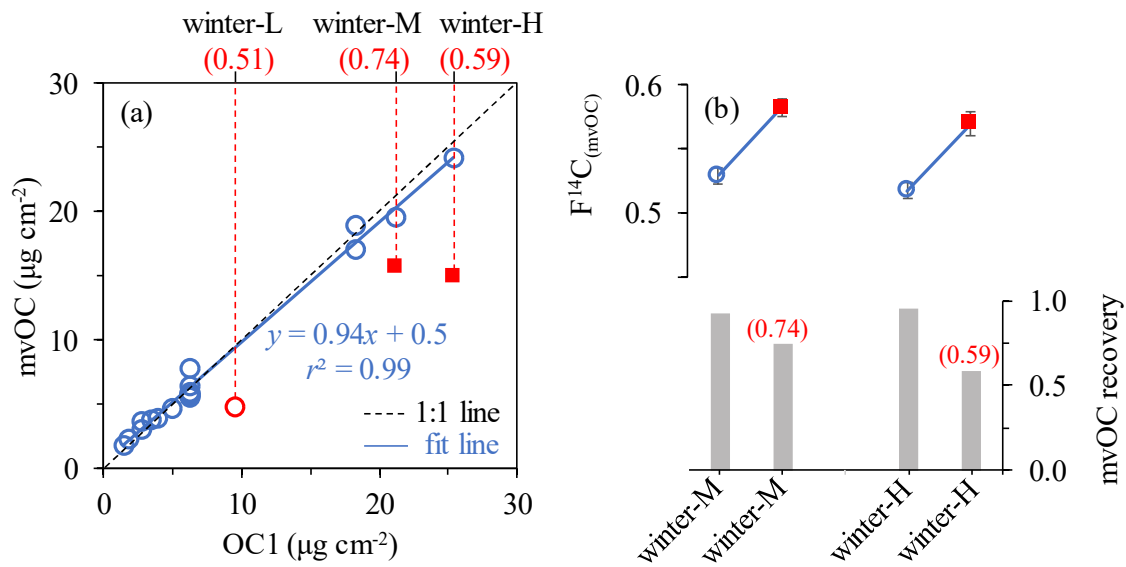 winter-L winter-M winter-H
(0.51) (0.74) (0.59)
(a)
30
20
10
0
mvOC (µg cm⁻²)
y = 0.94x + 0.5
r² = 0.99
1:1 line
fit line
0 10 20 30
OC1 (µg cm⁻²)
(b)
0.6
0.5
F¹⁴C₍mvOC₎
(0.74)
(0.59)
1.0
0.5
0.0
mvOC recovery
winter-M
winter-M
winter-H
winter-H